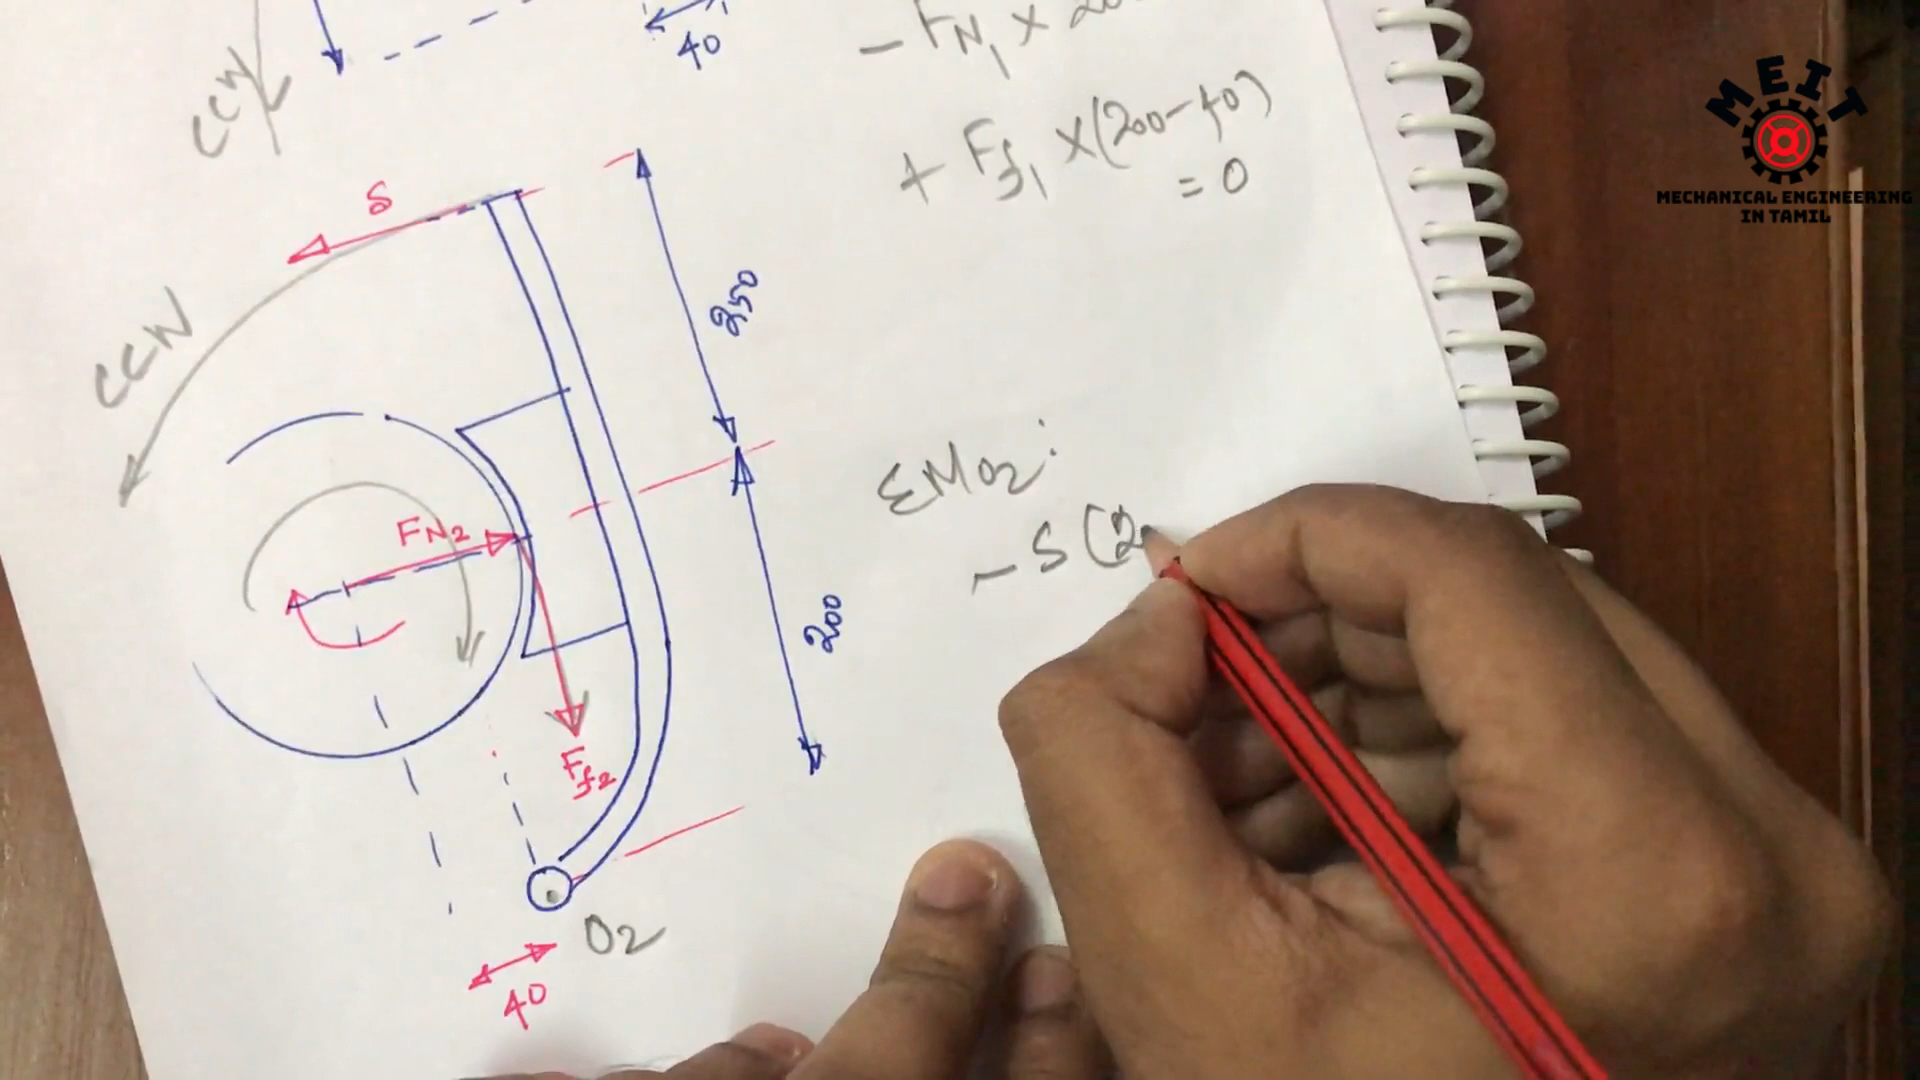 40
CCW
- FN1 × 20
+ Ff1 × (200-40)
= 0
S
250
CCW
FN2
200
ΣMO2:
- S (2
Ff2
O2
40
MEIT
MECHANICAL ENGINEERING
IN TAMIL